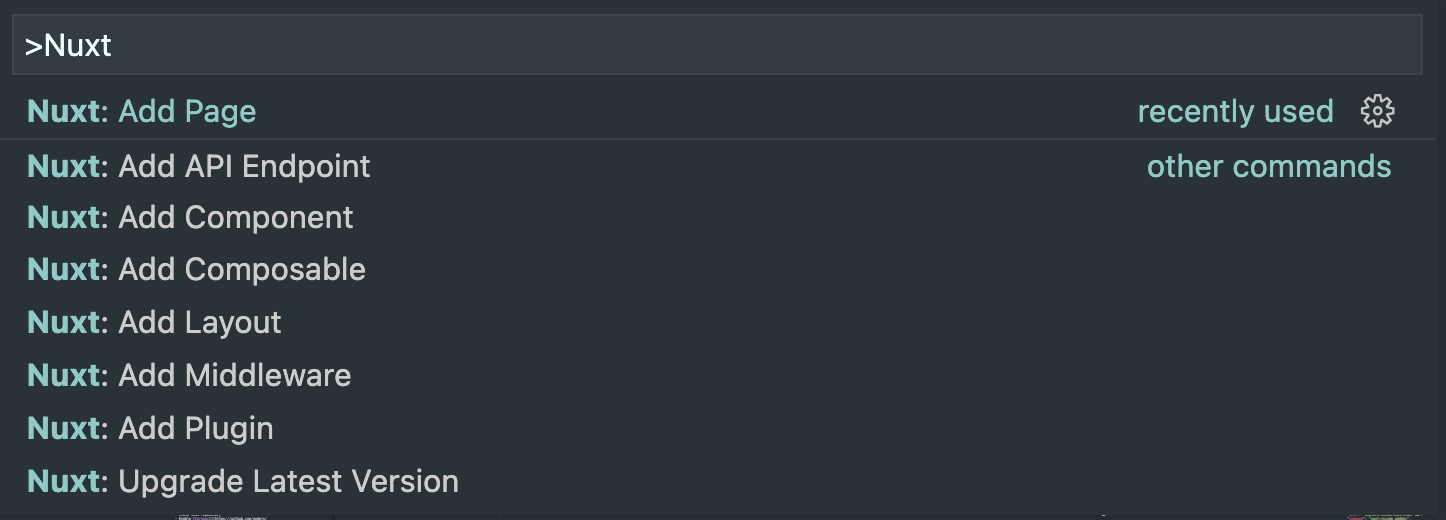 >Nuxt
Nuxt: Add Page recently used
Nuxt: Add API Endpoint other commands
Nuxt: Add Component
Nuxt: Add Composable
Nuxt: Add Layout
Nuxt: Add Middleware
Nuxt: Add Plugin
Nuxt: Upgrade Latest Version